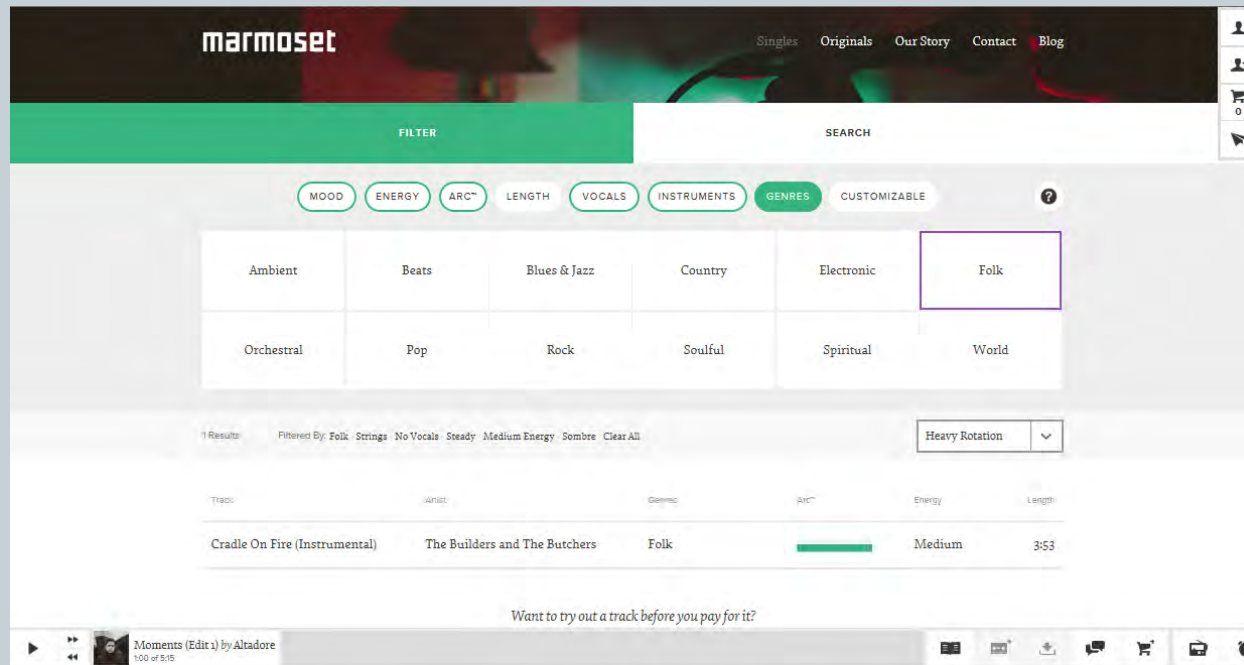 marmoset
Singles Originals Our Story Contact Blog
0
FILTER SEARCH
MOOD ENERGY ARC™ LENGTH VOCALS INSTRUMENTS GENRES CUSTOMIZABLE ?
Ambient Beats Blues & Jazz Country Electronic Folk
Orchestral Pop Rock Soulful Spiritual World
1 Results Filtered By: Folk · Strings · No Vocals · Steady · Medium Energy · Sombre · Clear All Heavy Rotation
Track Artist Genres Arc™ Energy Length
Cradle On Fire (Instrumental) The Builders and The Butchers Folk Medium 3:53
Want to try out a track before you pay for it?
Moments (Edit 1) by Altadore
1:00 of 5:15